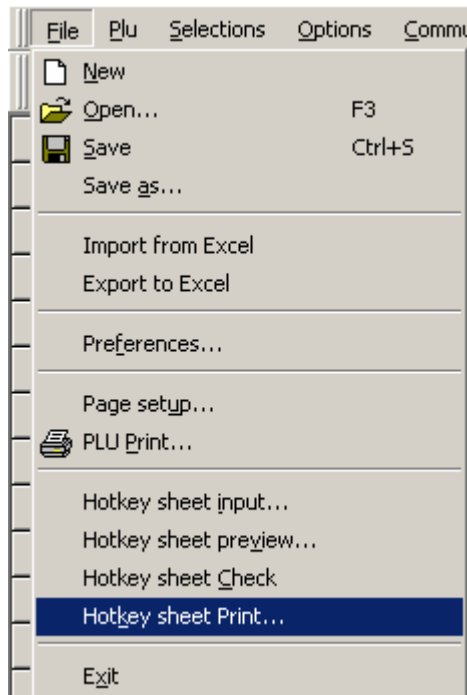 File Plu Selections Options Commu
New
Open... F3
Save Ctrl+S
Save as...
Import from Excel
Export to Excel
Preferences...
Page setup...
PLU Print...
Hotkey sheet input...
Hotkey sheet preview...
Hotkey sheet Check
Hotkey sheet Print...
Exit